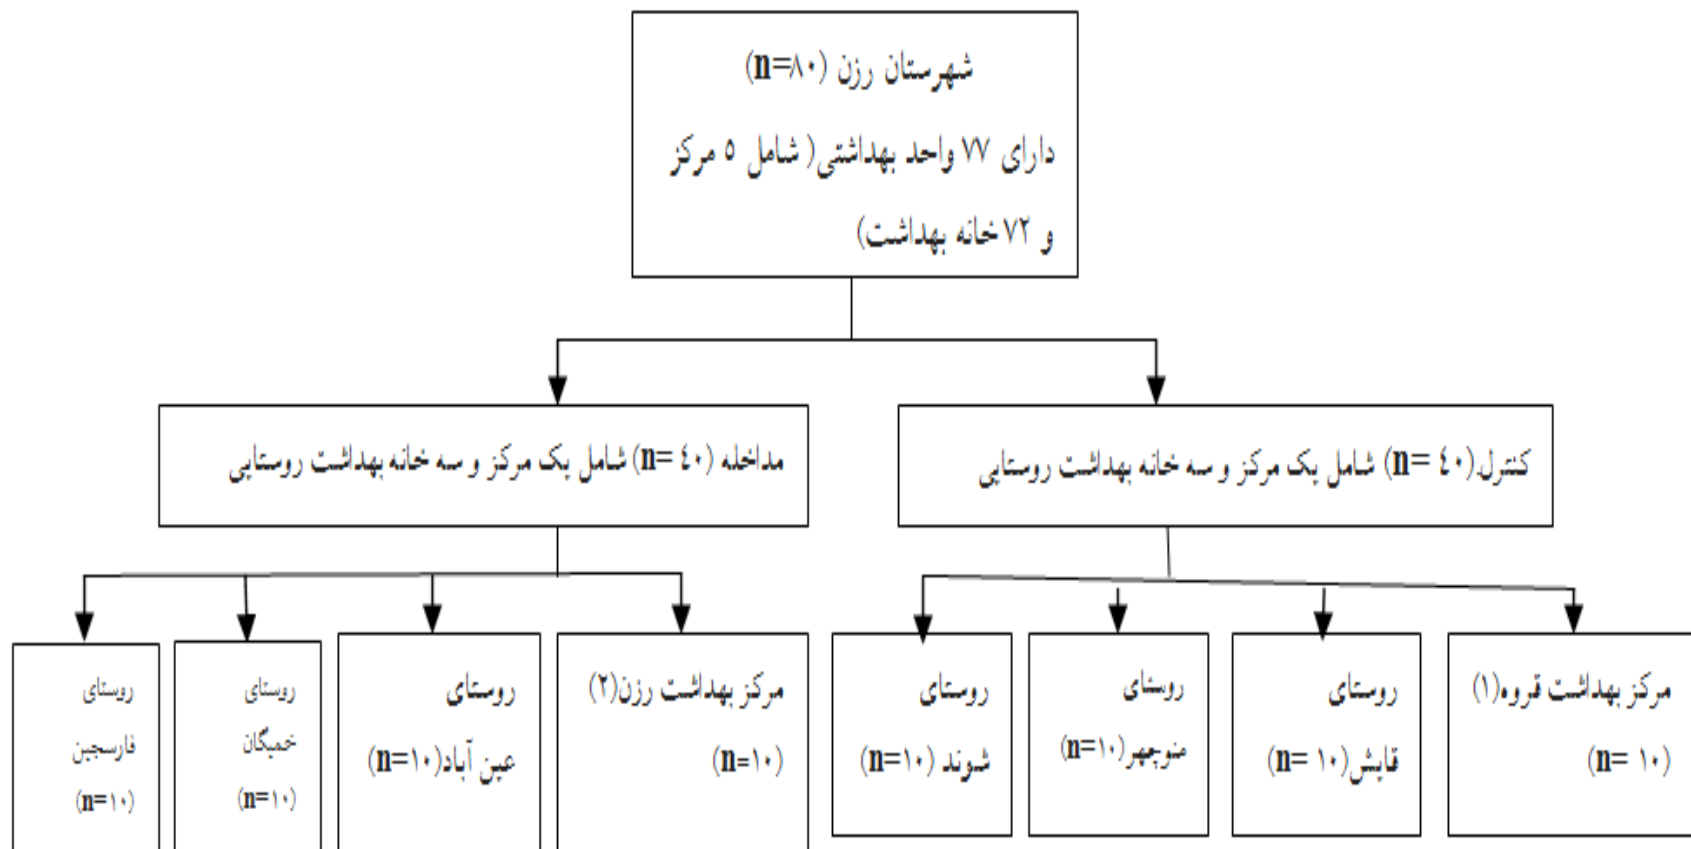 شهرستان رزن (n=۸۰)
دارای ۷۷ واحد بهداشتی( شامل ۵ مرکز
و ۷۲ خانه بهداشت)
کنترل.(n= ٤۰) شامل یک مرکز و سه خانه بهداشت روستایی
مداخله (n= ٤۰) شامل یک مرکز و سه خانه بهداشت روستایی
مرکز بهداشت قروه(۱)
(n= ۱۰)
روستای
قایش(n= ۱۰)
روستای
منوچهر(n=۱۰)
روستای
شوند (n=۱۰)
مرکز بهداشت رزن(۲)
(n=۱۰)
روستای
عین آباد(n=۱۰)
روستای
خمیگان
(n=۱۰)
روستای
فارسجین
(n=۱۰)